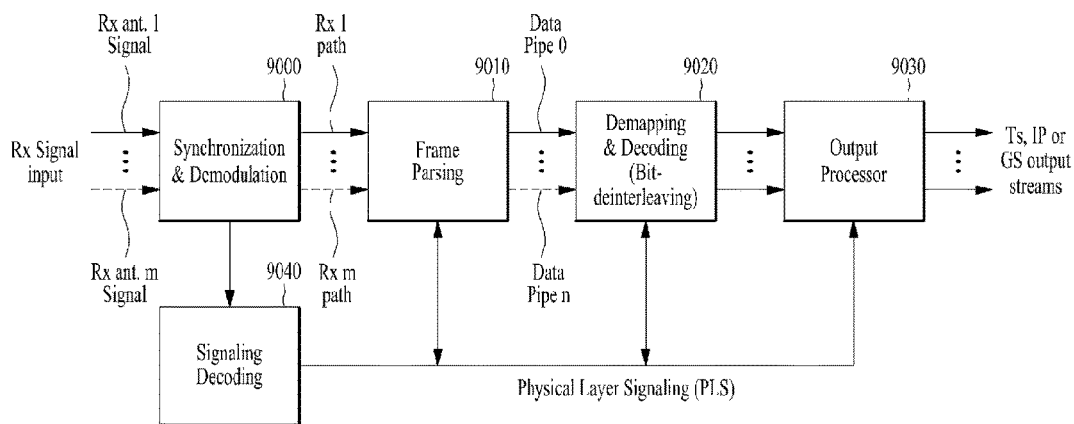 Rx ant. 1
Signal
Rx 1
path
Data
Pipe 0
9000
9010
9020
9030
Rx Signal
input
Synchronization
& Demodulation
Frame
Parsing
Demapping
& Decoding
(Bit-
deinterleaving)
Output
Processor
Ts, IP or
GS output
streams
Rx ant. m
Signal
9040
Rx m
path
Data
Pipe n
Signaling
Decoding
Physical Layer Signaling (PLS)